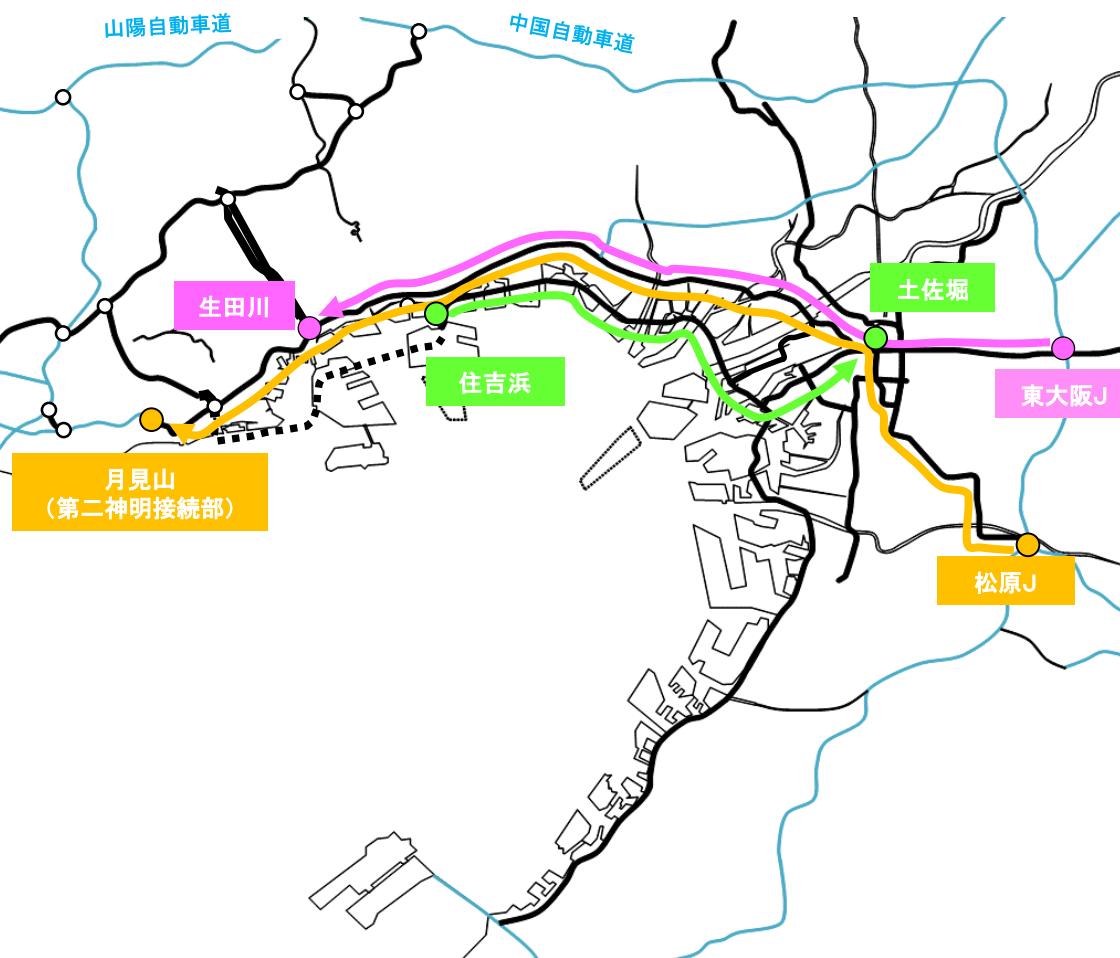 山陽自動車道
中国自動車道
土佐堀
生田川
住吉浜
東大阪J
月見山
（第二神明接続部）
松原J